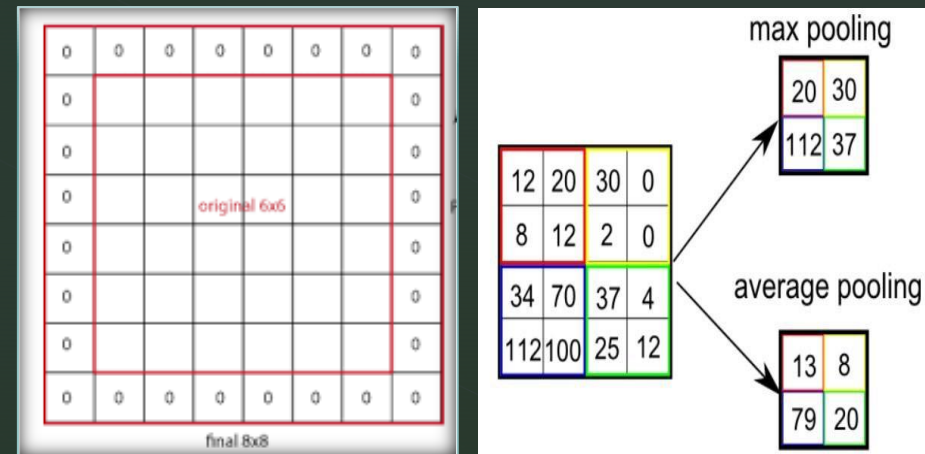 0 0 0 0 0 0 0 0
0 0
0 0
0 original 6x6 0
0 0
0 0
0 0
0 0 0 0 0 0 0 0
final 8x8
max pooling
20 30
112 37
12 20 30 0
8 12 2 0
34 70 37 4
112 100 25 12
average pooling
13 8
79 20